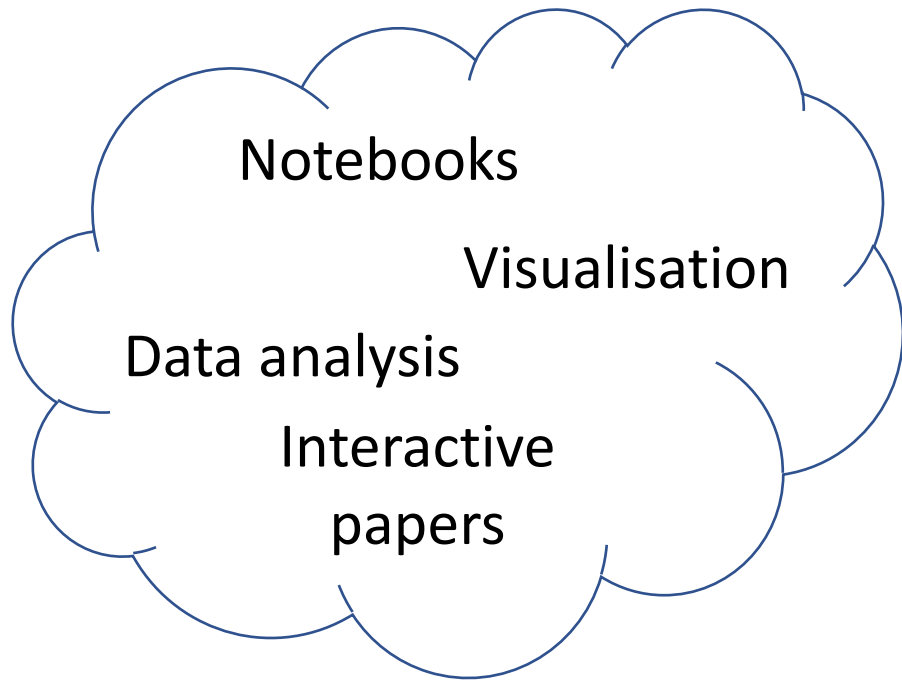 Notebooks
Visualisation
Data analysis
Interactive
papers